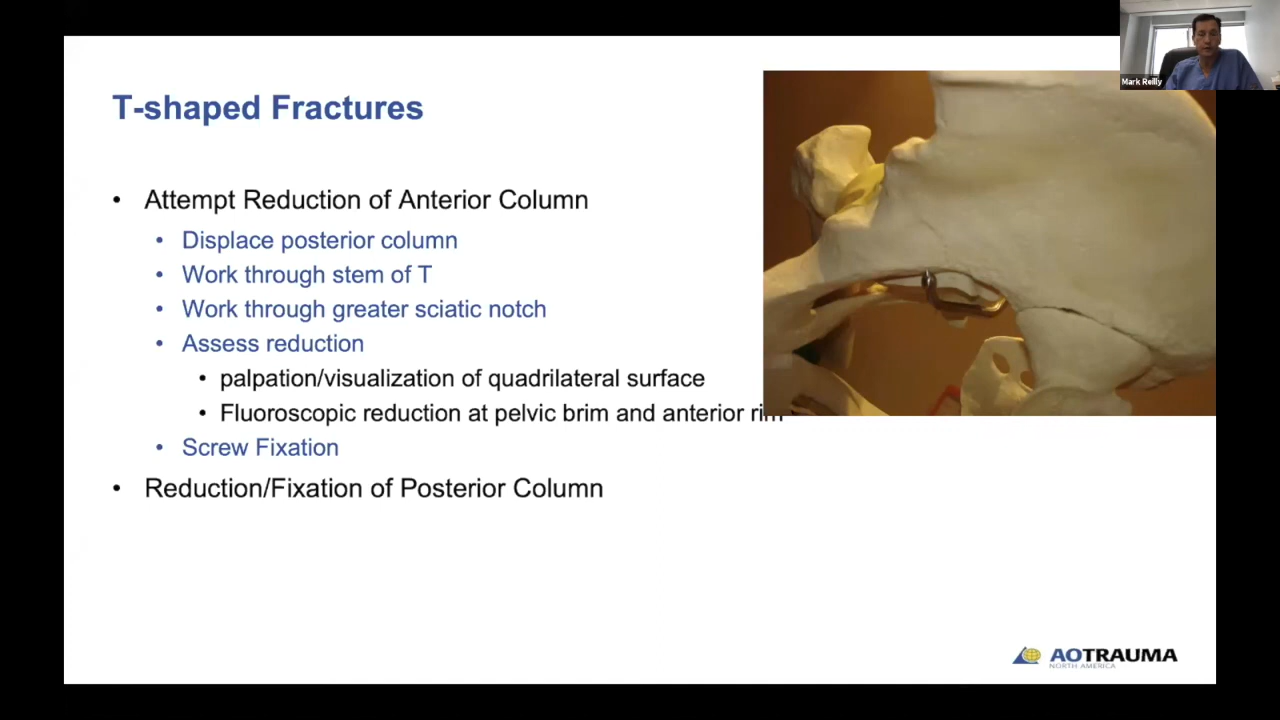 Mark Reilly
T-shaped Fractures
• Attempt Reduction of Anterior Column
• Displace posterior column
• Work through stem of T
• Work through greater sciatic notch
• Assess reduction
• palpation/visualization of quadrilateral surface
• Fluoroscopic reduction at pelvic brim and anterior rim
• Screw Fixation
• Reduction/Fixation of Posterior Column
AOTRAUMA
NORTH AMERICA